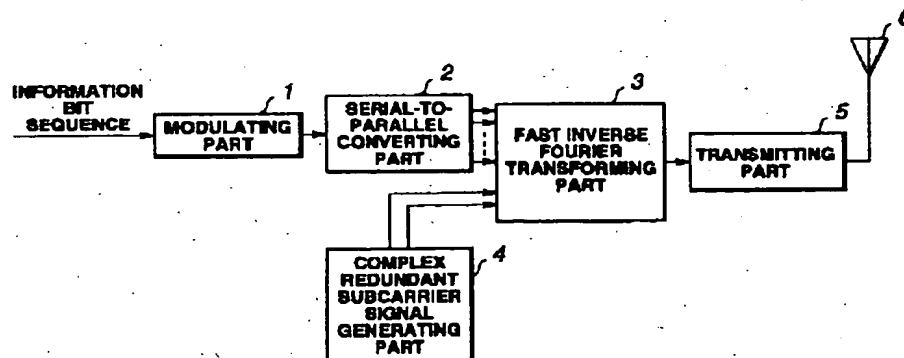 INFORMATION
BIT
SEQUENCE
1
MODULATING
PART
2
SERIAL-TO-
PARALLEL
CONVERTING
PART
3
FAST INVERSE
FOURIER
TRANSFORMING
PART
5
TRANSMITTING
PART
4
COMPLEX
REDUNDANT
SUBCARRIER
SIGNAL
GENERATING
PART